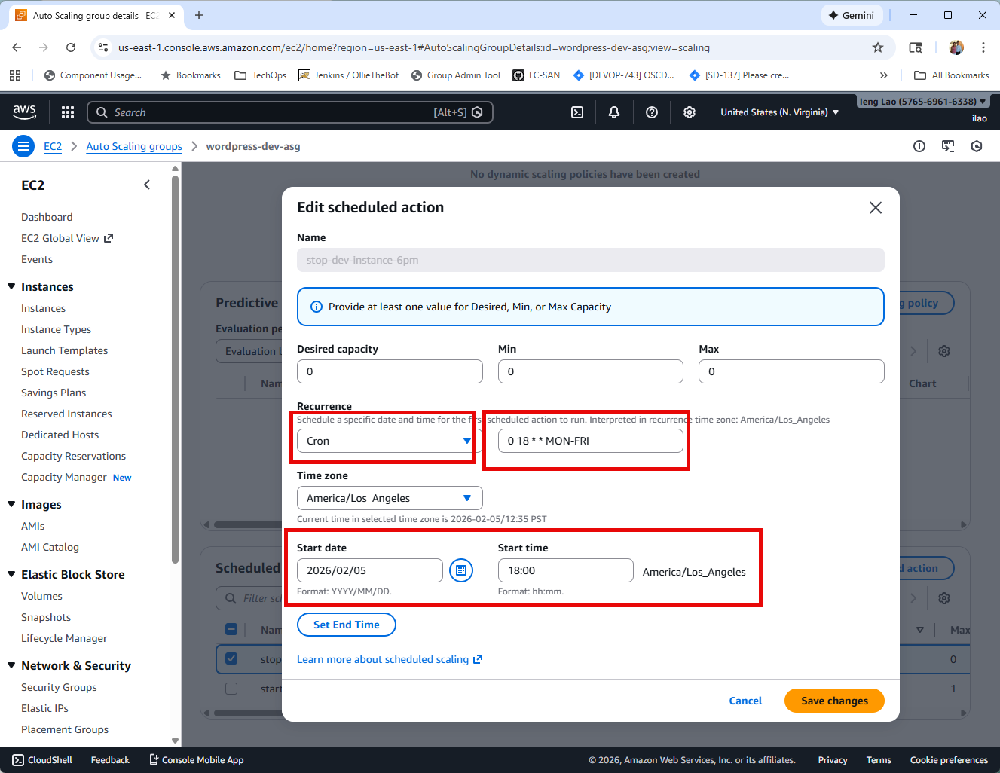 Auto Scaling group details | EC2
Gemini
us-east-1.console.aws.amazon.com/ec2/home?region=us-east-1#AutoScalingGroupDetails:id=wordpress-dev-asg;view=scaling
Component Usage...
Bookmarks
TechOps
Jenkins / OllieTheBot
Group Admin Tool
FC-SAN
[DEVOP-743] OSCD...
[SD-137] Please cre...
All Bookmarks
aws
Search
[Alt+S]
United States (N. Virginia)
Ieng Lao (5765-6961-6338)
ilao
EC2
Auto Scaling groups
wordpress-dev-asg
EC2
Dashboard
EC2 Global View
Events
Instances
Instances
Instance Types
Launch Templates
Spot Requests
Savings Plans
Reserved Instances
Dedicated Hosts
Capacity Reservations
Capacity Manager New
Images
AMIs
AMI Catalog
Elastic Block Store
Volumes
Snapshots
Lifecycle Manager
Network & Security
Security Groups
Elastic IPs
Placement Groups
No dynamic scaling policies have been created
Predictive
g policy
Evaluation pe
Evaluation b
Nam
Chart
Scheduled
d action
Filter sch
Nam
Max
stop
0
start
1
Edit scheduled action
Name
stop-dev-instance-6pm
Provide at least one value for Desired, Min, or Max Capacity
Desired capacity
Min
Max
0
0
0
Recurrence
Schedule a specific date and time for the first scheduled action to run. Interpreted in recurrence time zone: America/Los_Angeles
Cron
0 18 * * MON-FRI
Time zone
America/Los_Angeles
Current time in selected time zone is 2026-02-05/12:35 PST
Start date
Start time
2026/02/05
18:00
America/Los_Angeles
Format: YYYY/MM/DD.
Format: hh:mm.
Set End Time
Learn more about scheduled scaling
Cancel
Save changes
CloudShell
Feedback
Console Mobile App
© 2026, Amazon Web Services, Inc. or its affiliates.
Privacy
Terms
Cookie preferences